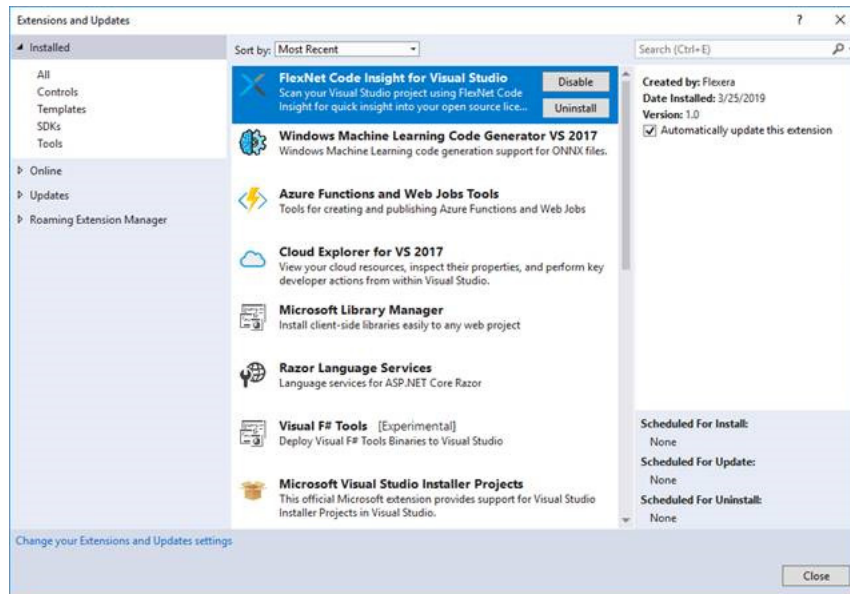 Extensions and Updates
? X
Installed
Sort by: Most Recent
Search (Ctrl+E)
All
Controls
Templates
SDKs
Tools
Online
Updates
Roaming Extension Manager
FlexNet Code Insight for Visual Studio
Scan your Visual Studio project using FlexNet Code
Insight for quick insight into your open source lice...
Disable
Uninstall
Windows Machine Learning Code Generator VS 2017
Windows Machine Learning code generation support for ONNX files.
Azure Functions and Web Jobs Tools
Tools for creating and publishing Azure Functions and Web Jobs
Cloud Explorer for VS 2017
View your cloud resources, inspect their properties, and perform key
developer actions from within Visual Studio.
Microsoft Library Manager
Install client-side libraries easily to any web project
Razor Language Services
Language services for ASP.NET Core Razor
Visual F# Tools [Experimental]
Deploy Visual F# Tools Binaries to Visual Studio
Microsoft Visual Studio Installer Projects
This official Microsoft extension provides support for Visual Studio
Installer Projects in Visual Studio.
Created by: Flexera
Date Installed: 3/25/2019
Version: 1.0
Automatically update this extension
Scheduled For Install:
None
Scheduled For Update:
None
Scheduled For Uninstall:
None
Change your Extensions and Updates settings
Close